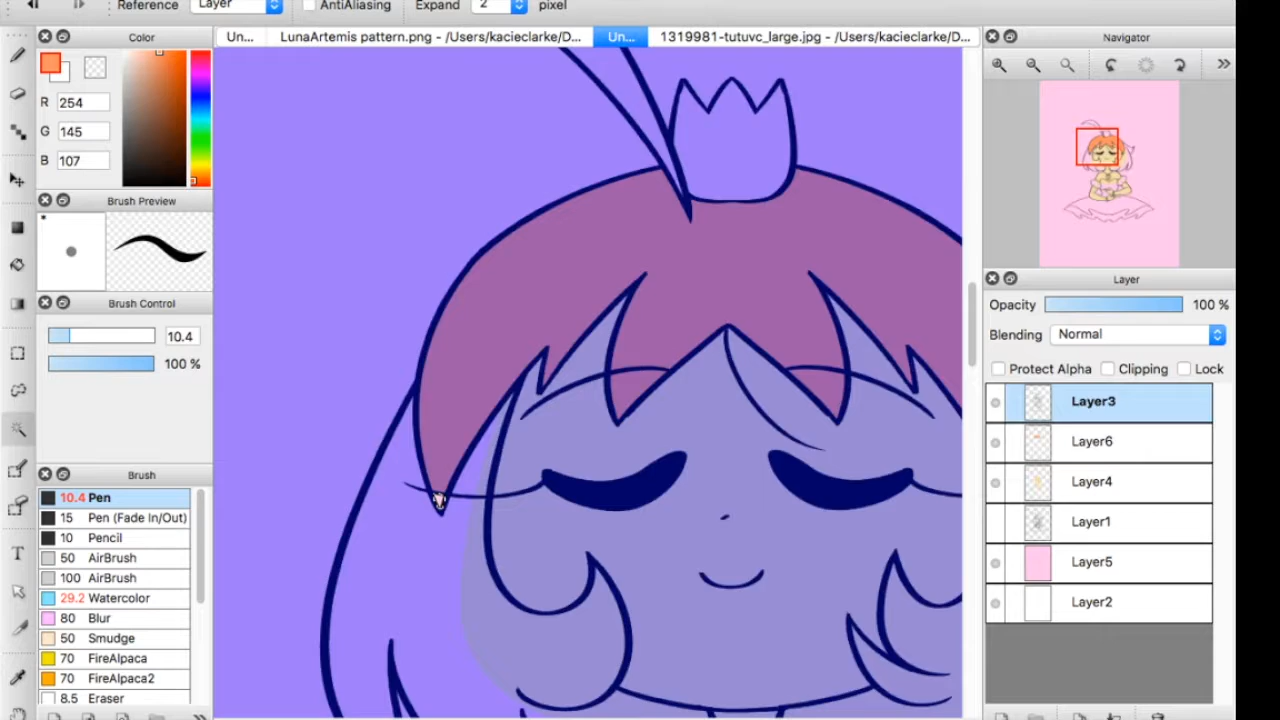 Reference Layer AntiAliasing Expand 2 pixel
Color Un... LunaArtemis pattern.png - /Users/kacieclarke/D... Un... 1319981-tutuvc_large.jpg - /Users/kacieclarke/D... Navigator
R 254
G 145
B 107
Brush Preview
Layer
Brush Control
Opacity 100 %
10.4
Blending Normal
100 %
Protect Alpha Clipping Lock
Layer3
Layer6
Layer4
Layer1
Layer5
Layer2
Brush
10.4 Pen
15 Pen (Fade In/Out)
10 Pencil
50 AirBrush
100 AirBrush
29.2 Watercolor
80 Blur
50 Smudge
70 FireAlpaca
70 FireAlpaca2
8.5 Eraser
T